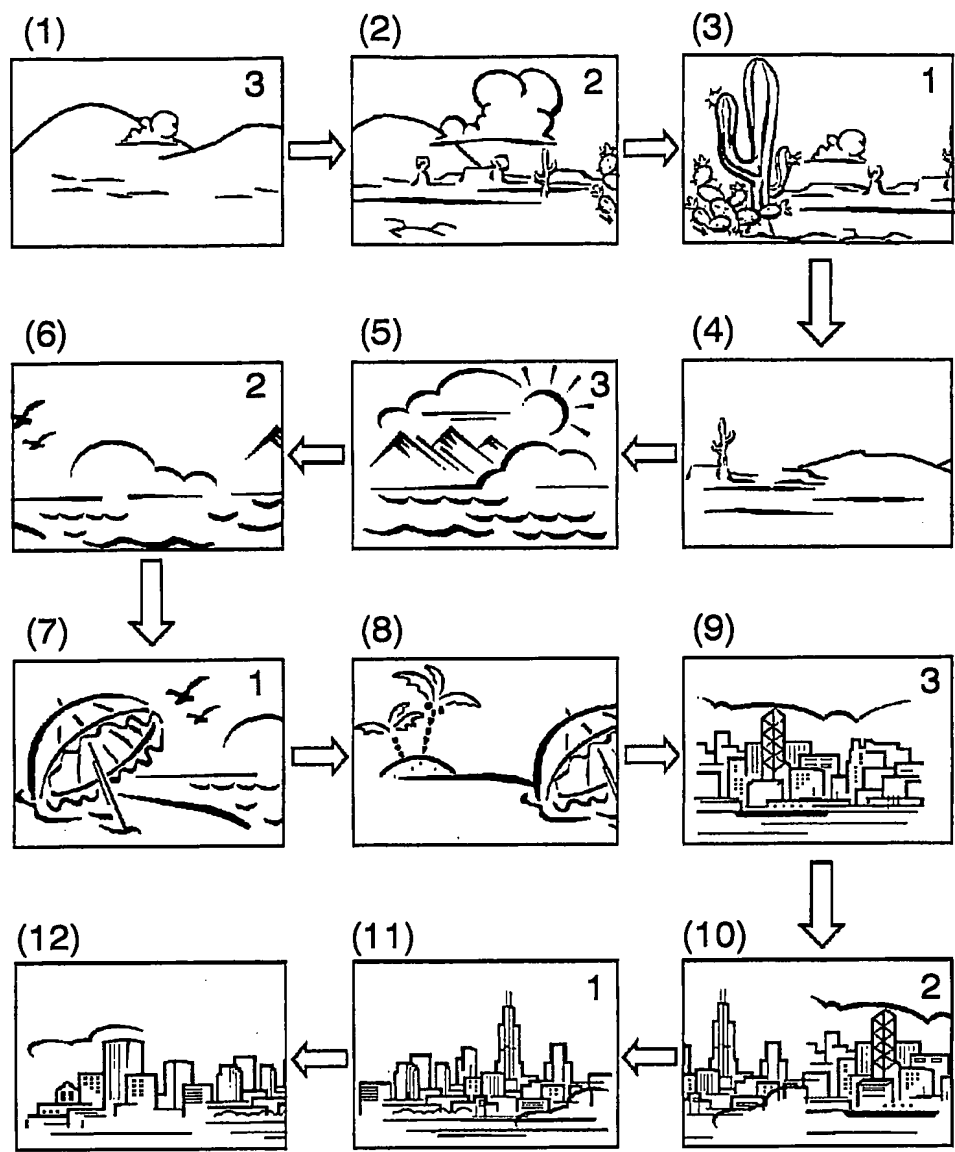 (1) (2) (3)
3 2 1
(6) (5) (4)
2 3
(7) (8) (9)
1 3
(12) (11) (10)
1 2